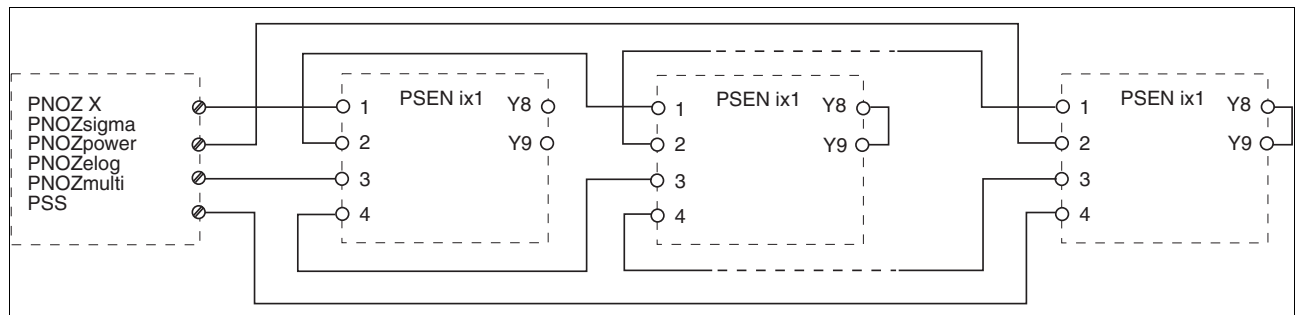 PNOZ X
PNOZsigma
PNOZpower
PNOZelog
PNOZmulti
PSS
1 PSEN ix1 Y8
2 Y9
3
4
1 PSEN ix1 Y8
2 Y9
3
4
1 PSEN ix1 Y8
2 Y9
3
4